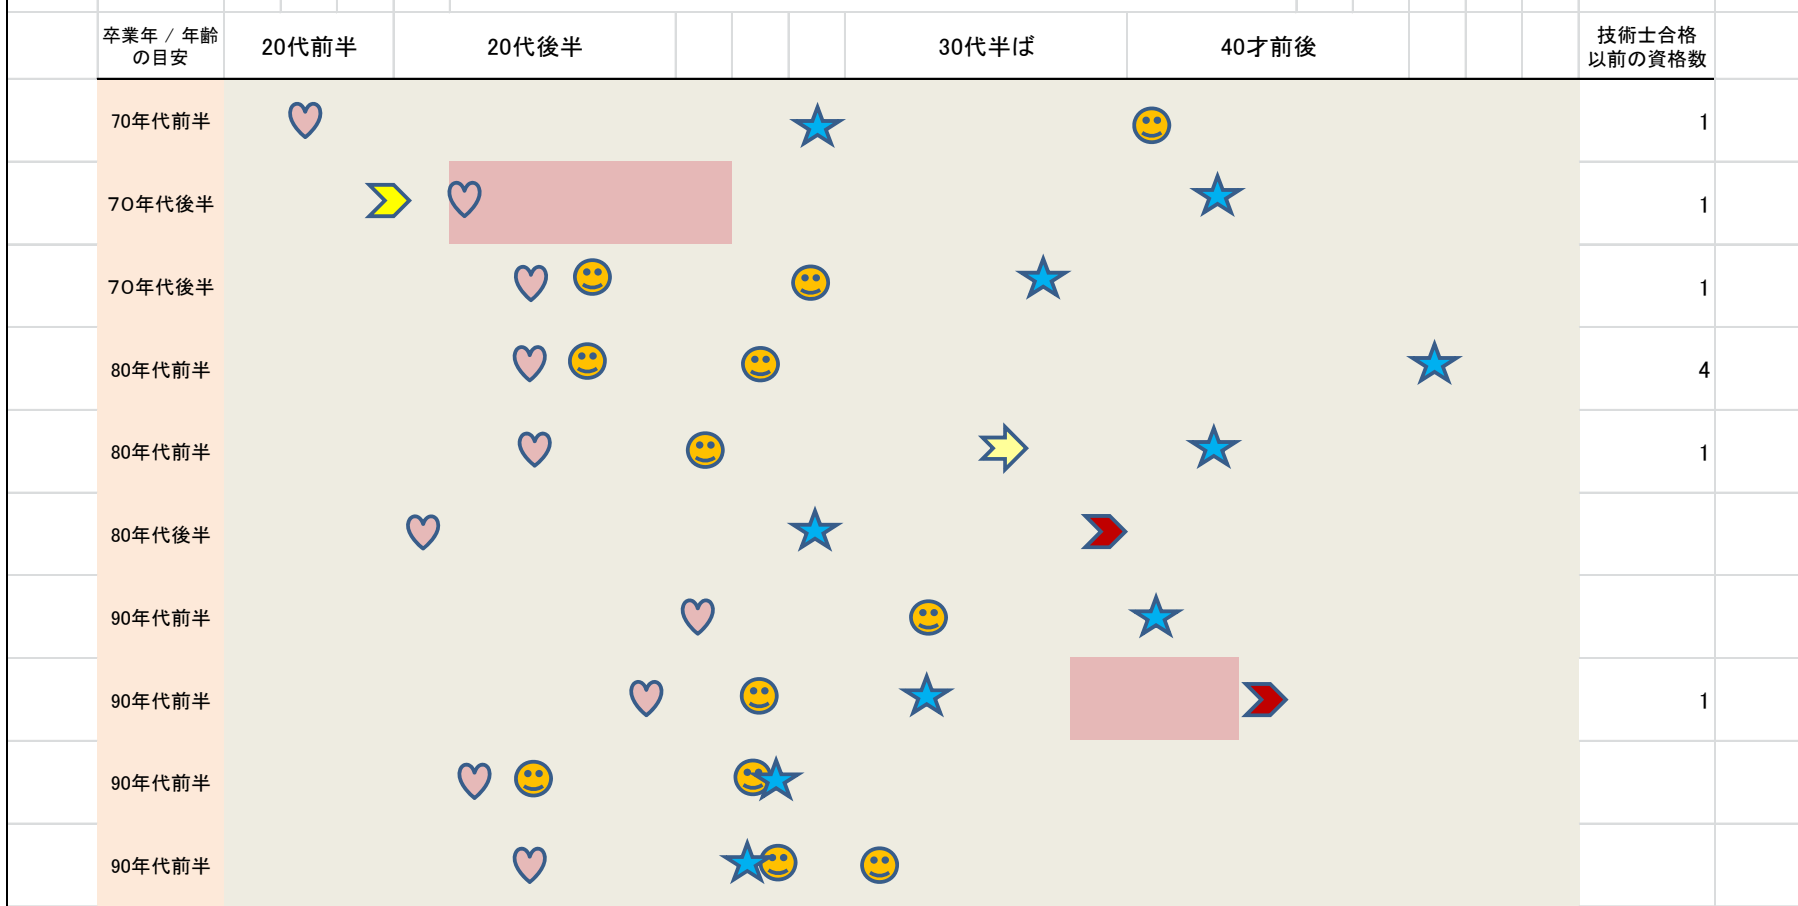 卒業年 / 年齢
の目安
20代前半
20代後半
30代半ば
40才前後
技術士合格
以前の資格数
70年代前半
1
70年代後半
1
70年代後半
1
80年代前半
4
80年代前半
1
80年代後半
90年代前半
90年代前半
1
90年代前半
90年代前半